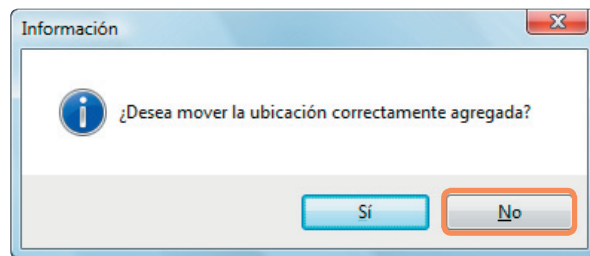 Información
¿Desea mover la ubicación correctamente agregada?
Sí
No